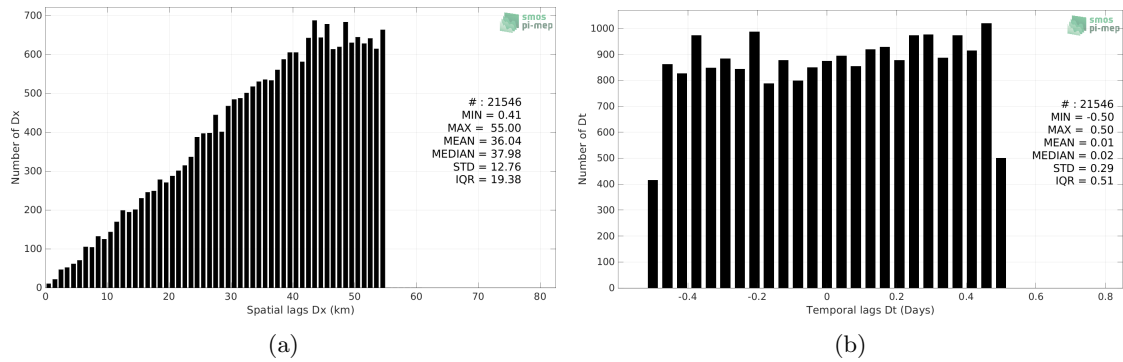 700
600
500
400
300
200
100
0
Number of Dx
0 10 20 30 40 50 60 70 80
Spatial lags Dx (km)
smos
pi-mep
# : 21546
MIN = 0.41
MAX = 55.00
MEAN = 36.04
MEDIAN = 37.98
STD = 12.76
IQR = 19.38
(a)
1000
900
800
700
600
500
400
300
200
100
0
Number of Dt
-0.4 -0.2 0 0.2 0.4 0.6 0.8
Temporal lags Dt (Days)
smos
pi-mep
# : 21546
MIN = -0.50
MAX = 0.50
MEAN = 0.01
MEDIAN = 0.02
STD = 0.29
IQR = 0.51
(b)